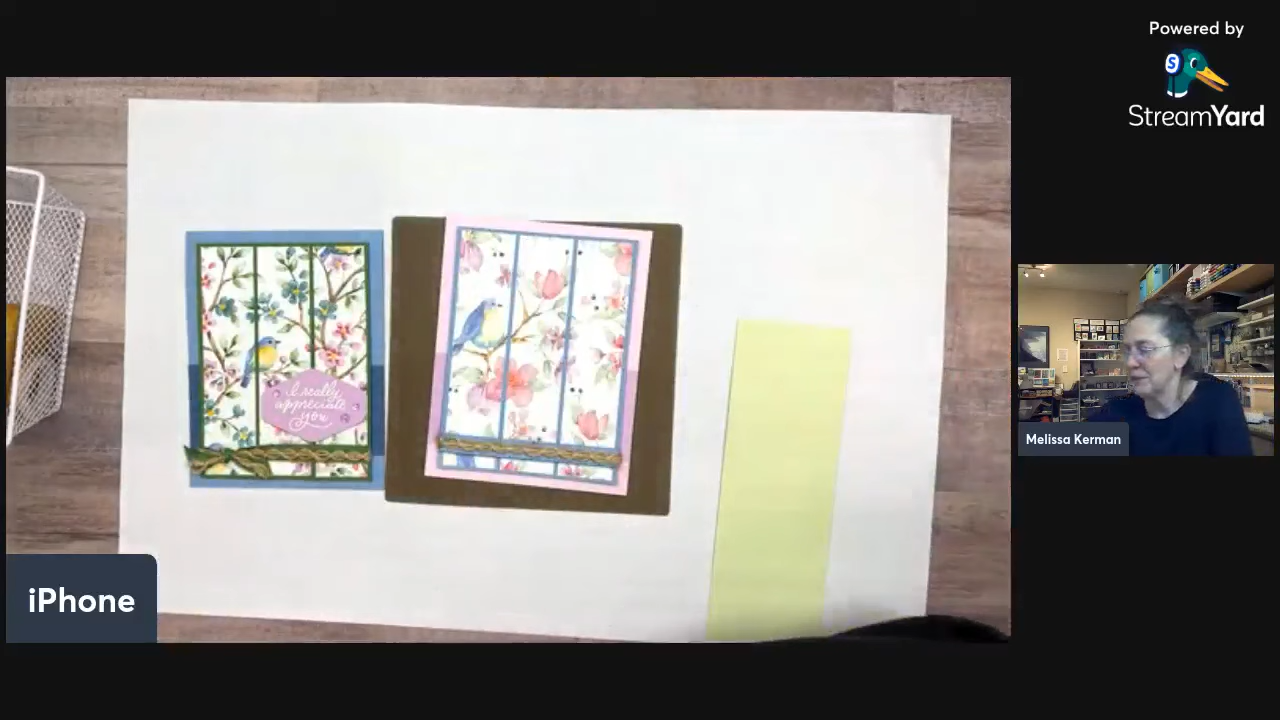 Powered by
S
StreamYard
I really
appreciate
you
Melissa Kerman
iPhone